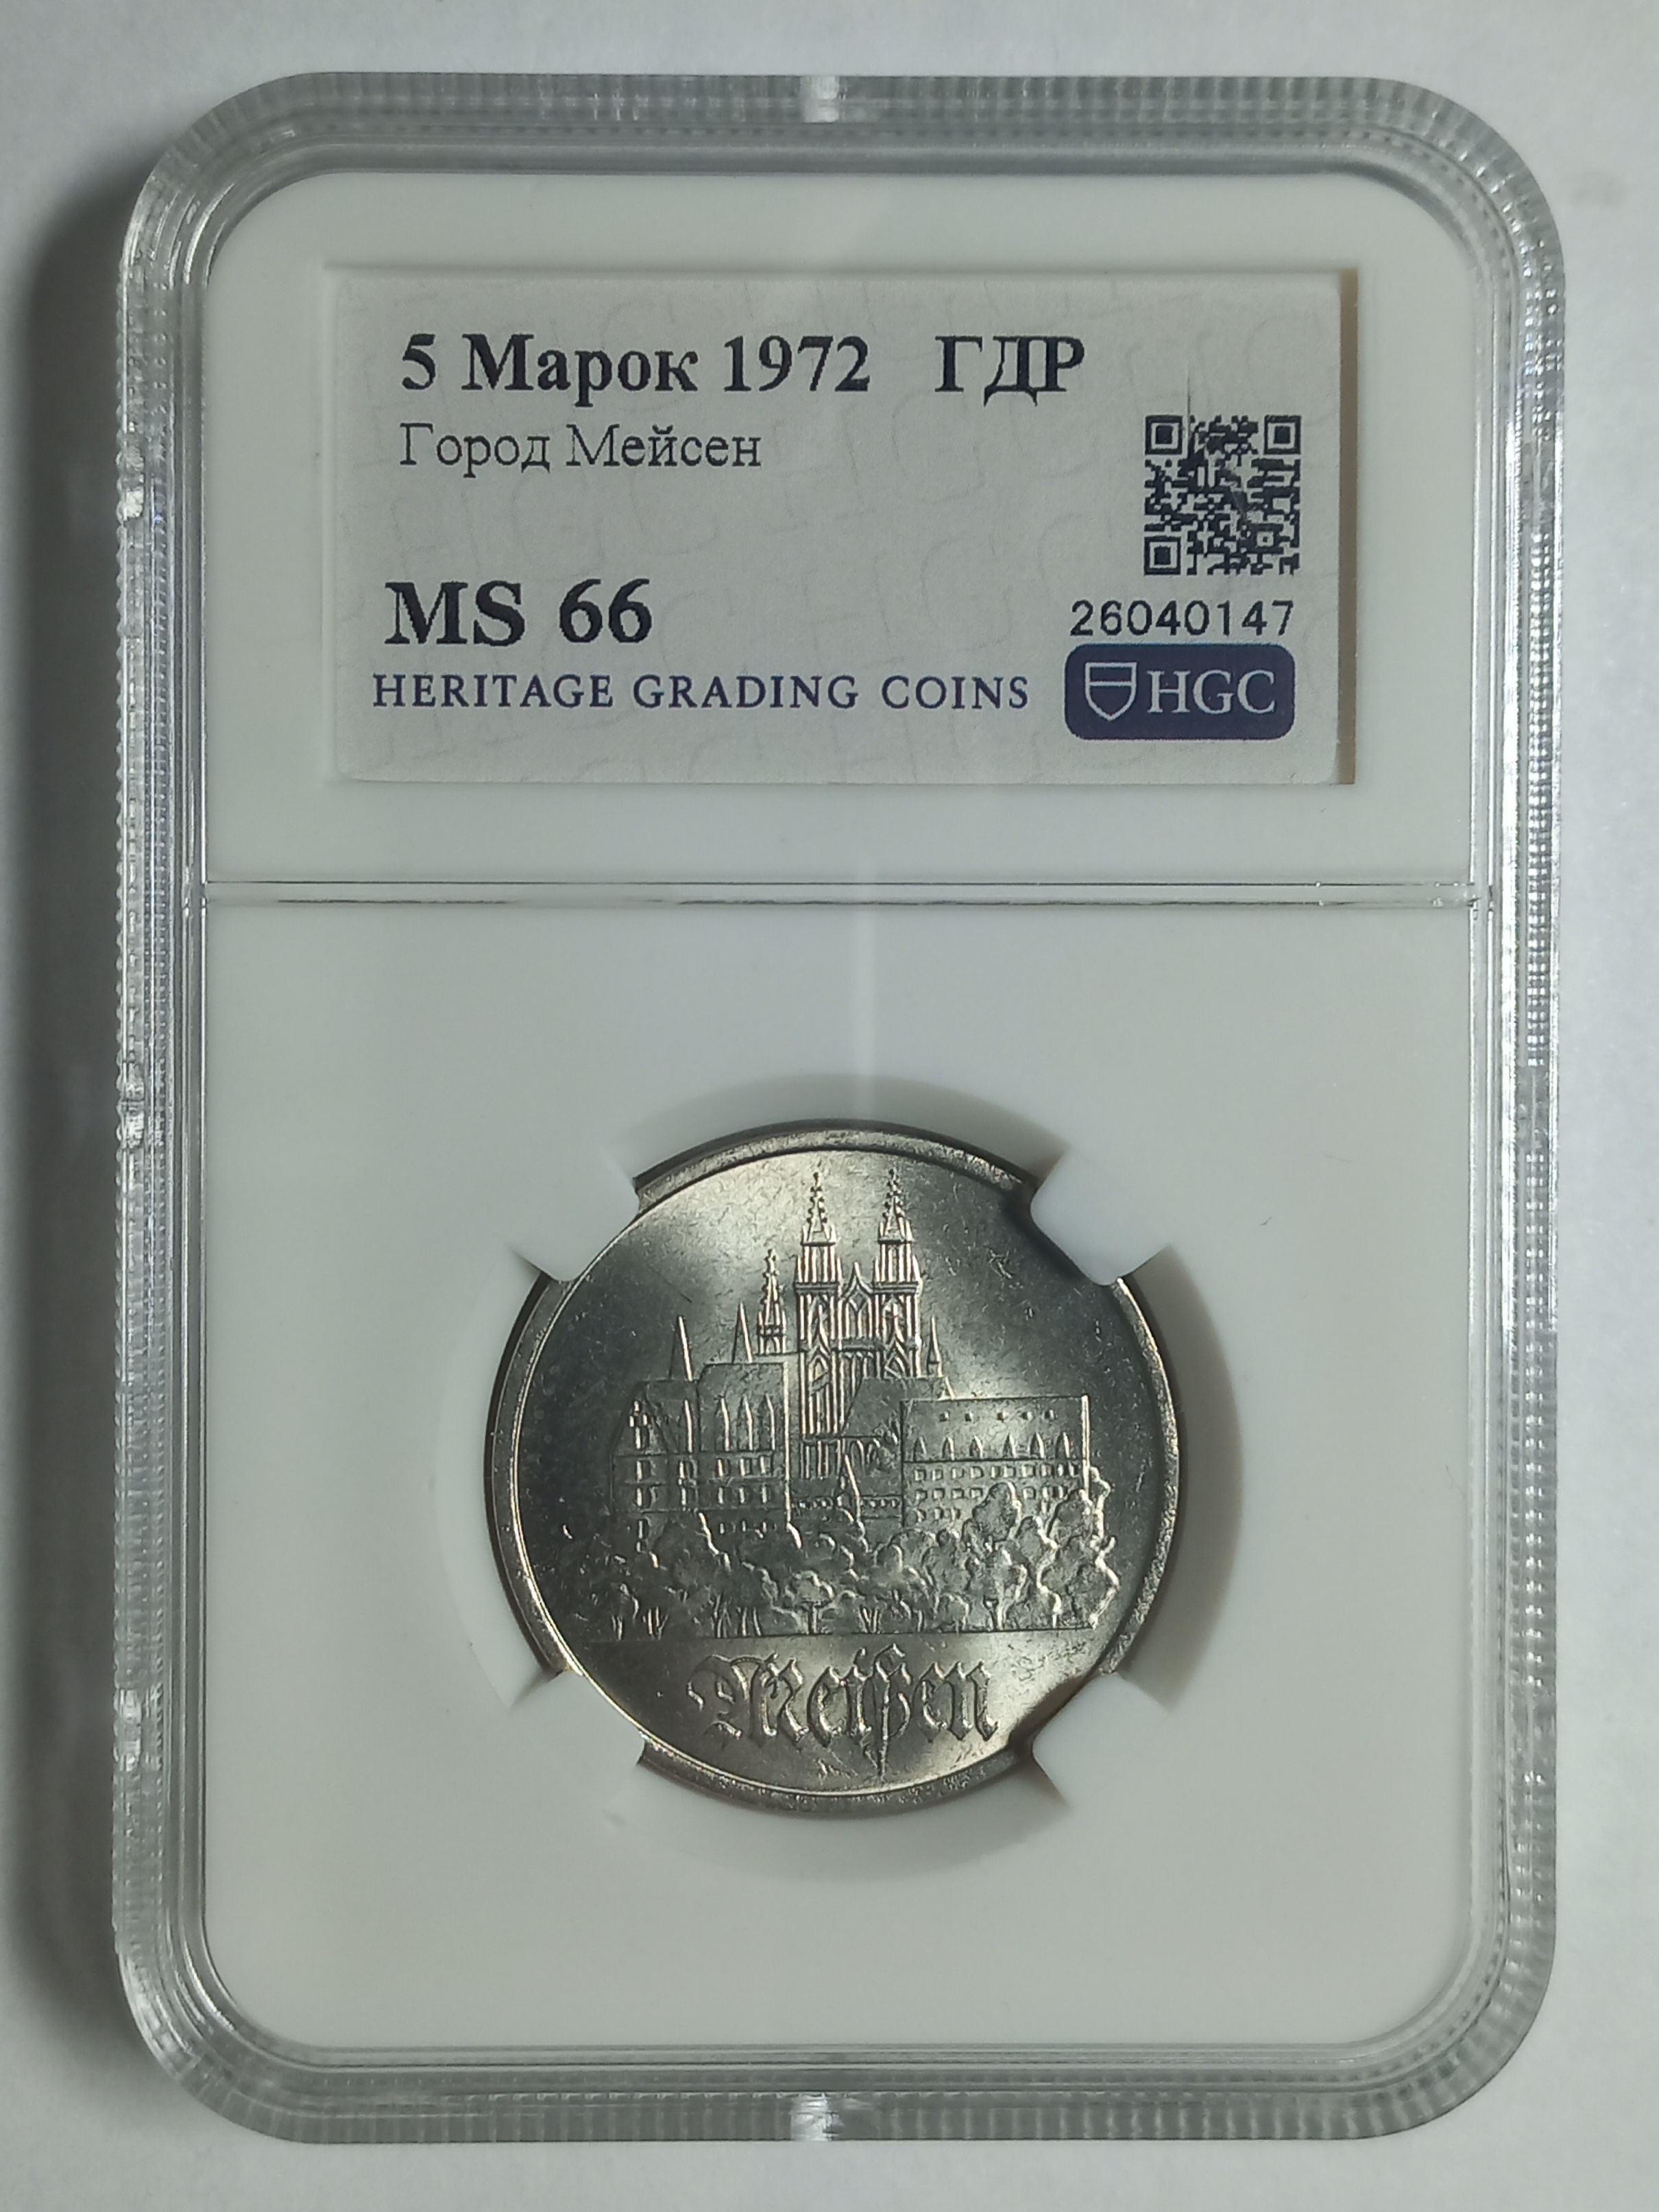 5 Марок 1972 ГДР
Город Мейсен
MS 66
26040147
HERITAGE GRADING COINS HGC
Meißen